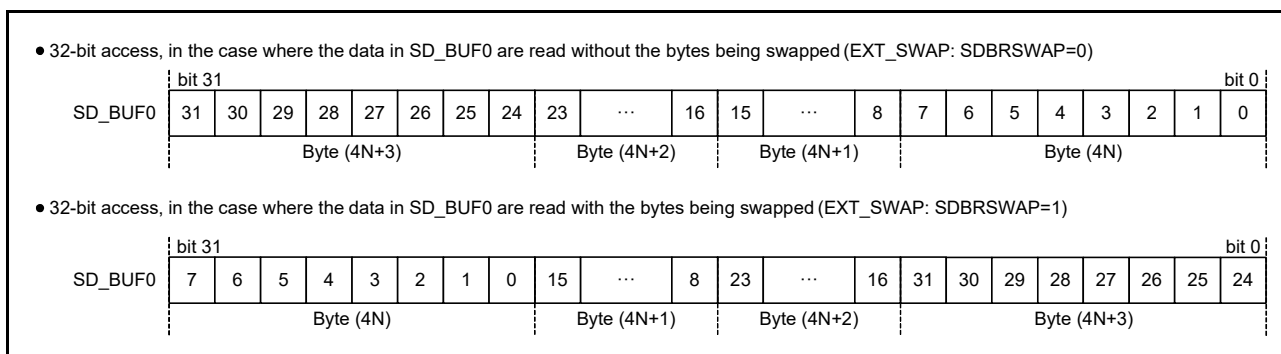 ● 32-bit access, in the case where the data in SD_BUF0 are read without the bytes being swapped (EXT_SWAP: SDBRSWAP=0)
bit 31 bit 0
SD_BUF0 31 30 29 28 27 26 25 24 23 ··· 16 15 ··· 8 7 6 5 4 3 2 1 0
Byte (4N+3) Byte (4N+2) Byte (4N+1) Byte (4N)
● 32-bit access, in the case where the data in SD_BUF0 are read with the bytes being swapped (EXT_SWAP: SDBRSWAP=1)
bit 31 bit 0
SD_BUF0 7 6 5 4 3 2 1 0 15 ··· 8 23 ··· 16 31 30 29 28 27 26 25 24
Byte (4N) Byte (4N+1) Byte (4N+2) Byte (4N+3)